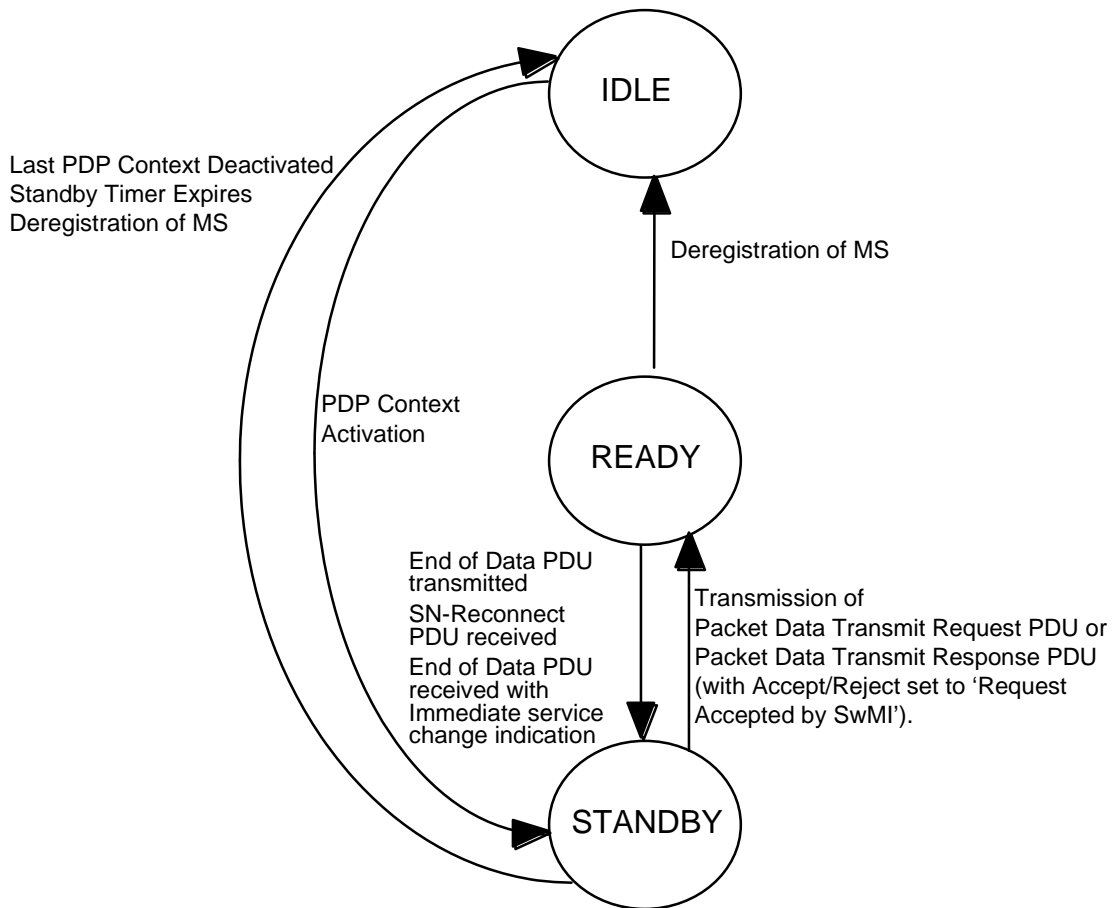 IDLE
Last PDP Context Deactivated
Standby Timer Expires
Deregistration of MS
Deregistration of MS
PDP Context
Activation
READY
End of Data PDU
transmitted
SN-Reconnect
PDU received
End of Data PDU
received with
Immediate service
change indication
Transmission of
Packet Data Transmit Request PDU or
Packet Data Transmit Response PDU
(with Accept/Reject set to ‘Request
Accepted by SwMI’).
STANDBY